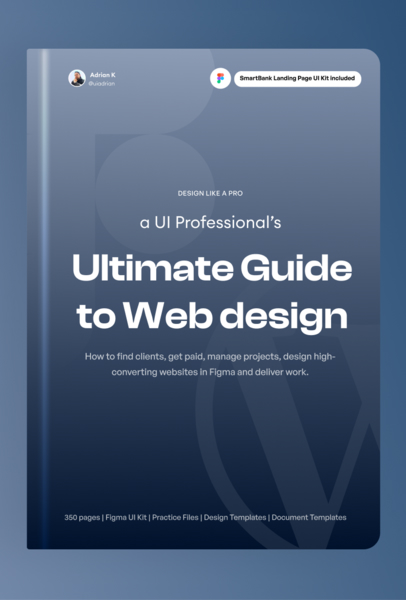 Adrian K
@uiadrian
SmartBank Landing Page UI Kit included
DESIGN LIKE A PRO
a UI Professional's
Ultimate Guide
to Web design
How to find clients, get paid, manage projects, design high-
converting websites in Figma and deliver work.
350 pages | Figma UI Kit | Practice Files | Design Templates | Document Templates